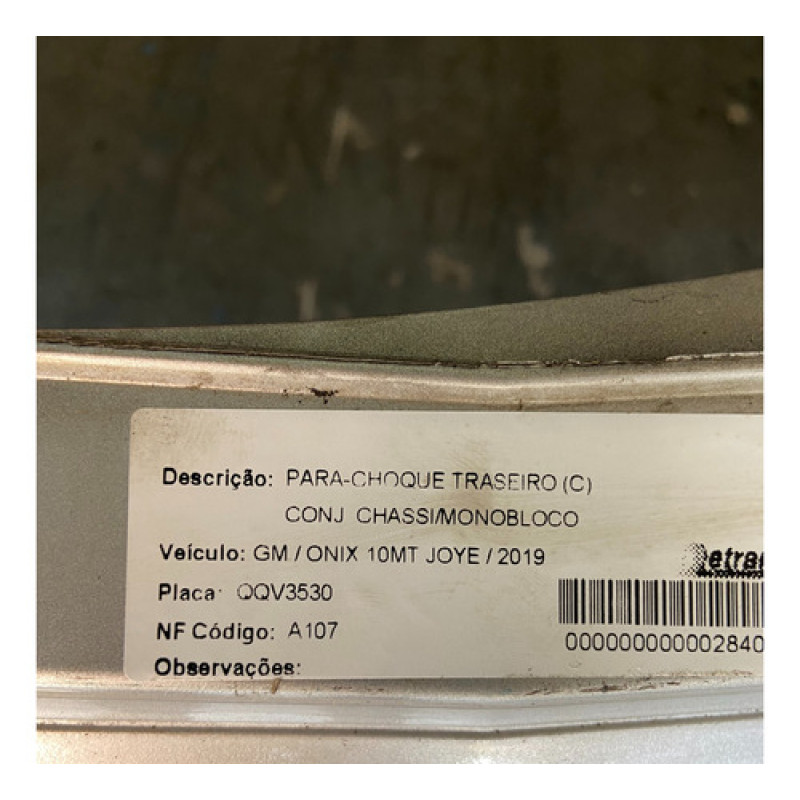 Descrição: PARA-CHOQUE TRASEIRO (C)
CONJ CHASSI/MONOBLOCO
Veículo: GM / ONIX 10MT JOYE / 2019
Placa: QQV3530
NF Código: A107
Observações:
0000000000002840